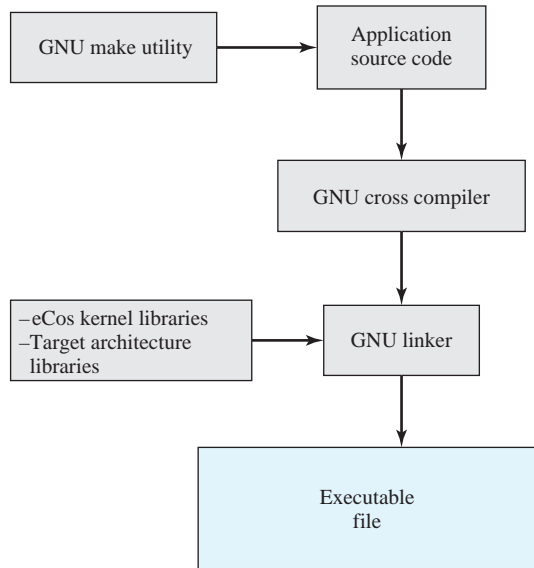 GNU make utility
Application
source code
GNU cross compiler
–eCos kernel libraries
–Target architecture
libraries
GNU linker
Executable
file